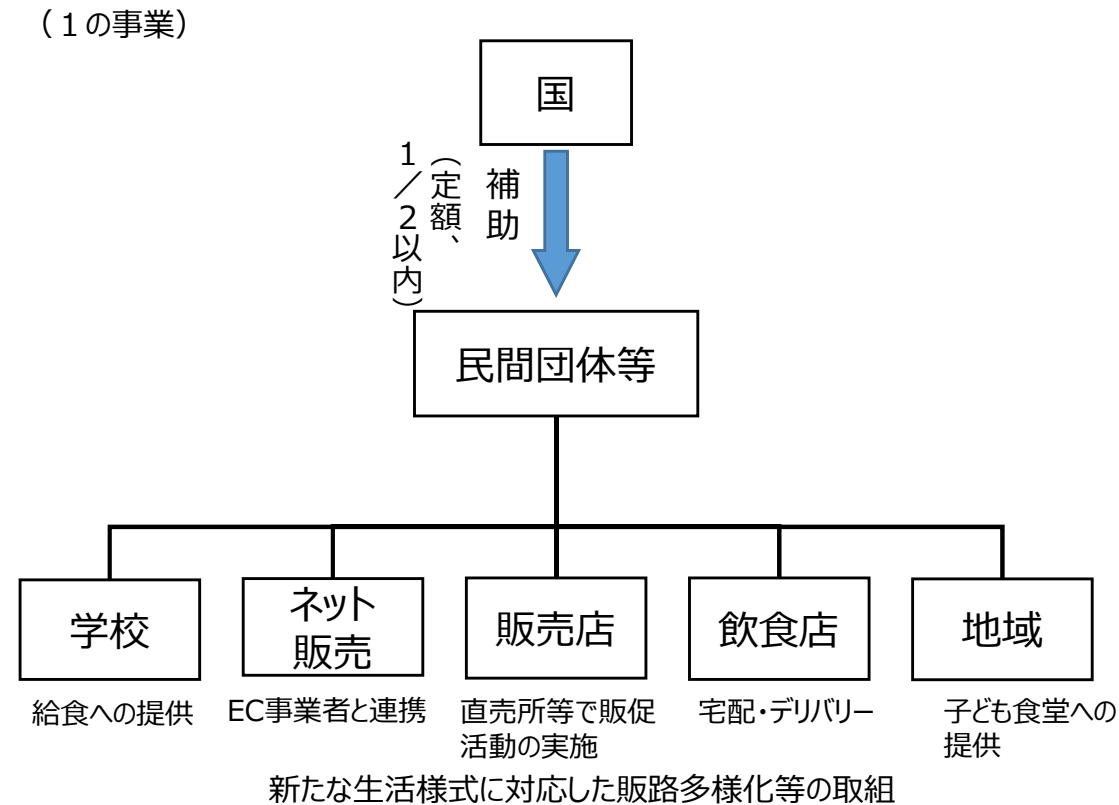 （１の事業）
国
補助
（定額、
１／２以内）
民間団体等
学校
ネット
販売
販売店
飲食店
地域
給食への提供
EC事業者と連携
直売所等で販促
活動の実施
宅配・デリバリー
子ども食堂への
提供
新たな生活様式に対応した販路多様化等の取組